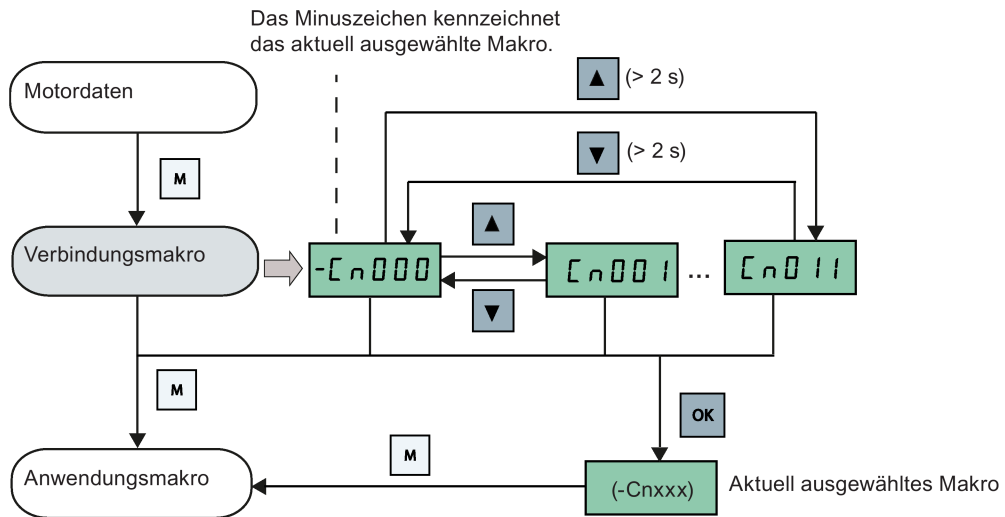 Das Minuszeichen kennzeichnet
das aktuell ausgewählte Makro.
Motordaten
▲ (> 2 s)
▼ (> 2 s)
M
Verbindungsmakro
-Cn000
▲
▼
Cn001
...
Cn011
M
OK
Anwendungsmakro
M
(-Cnxxx)
Aktuell ausgewähltes Makro